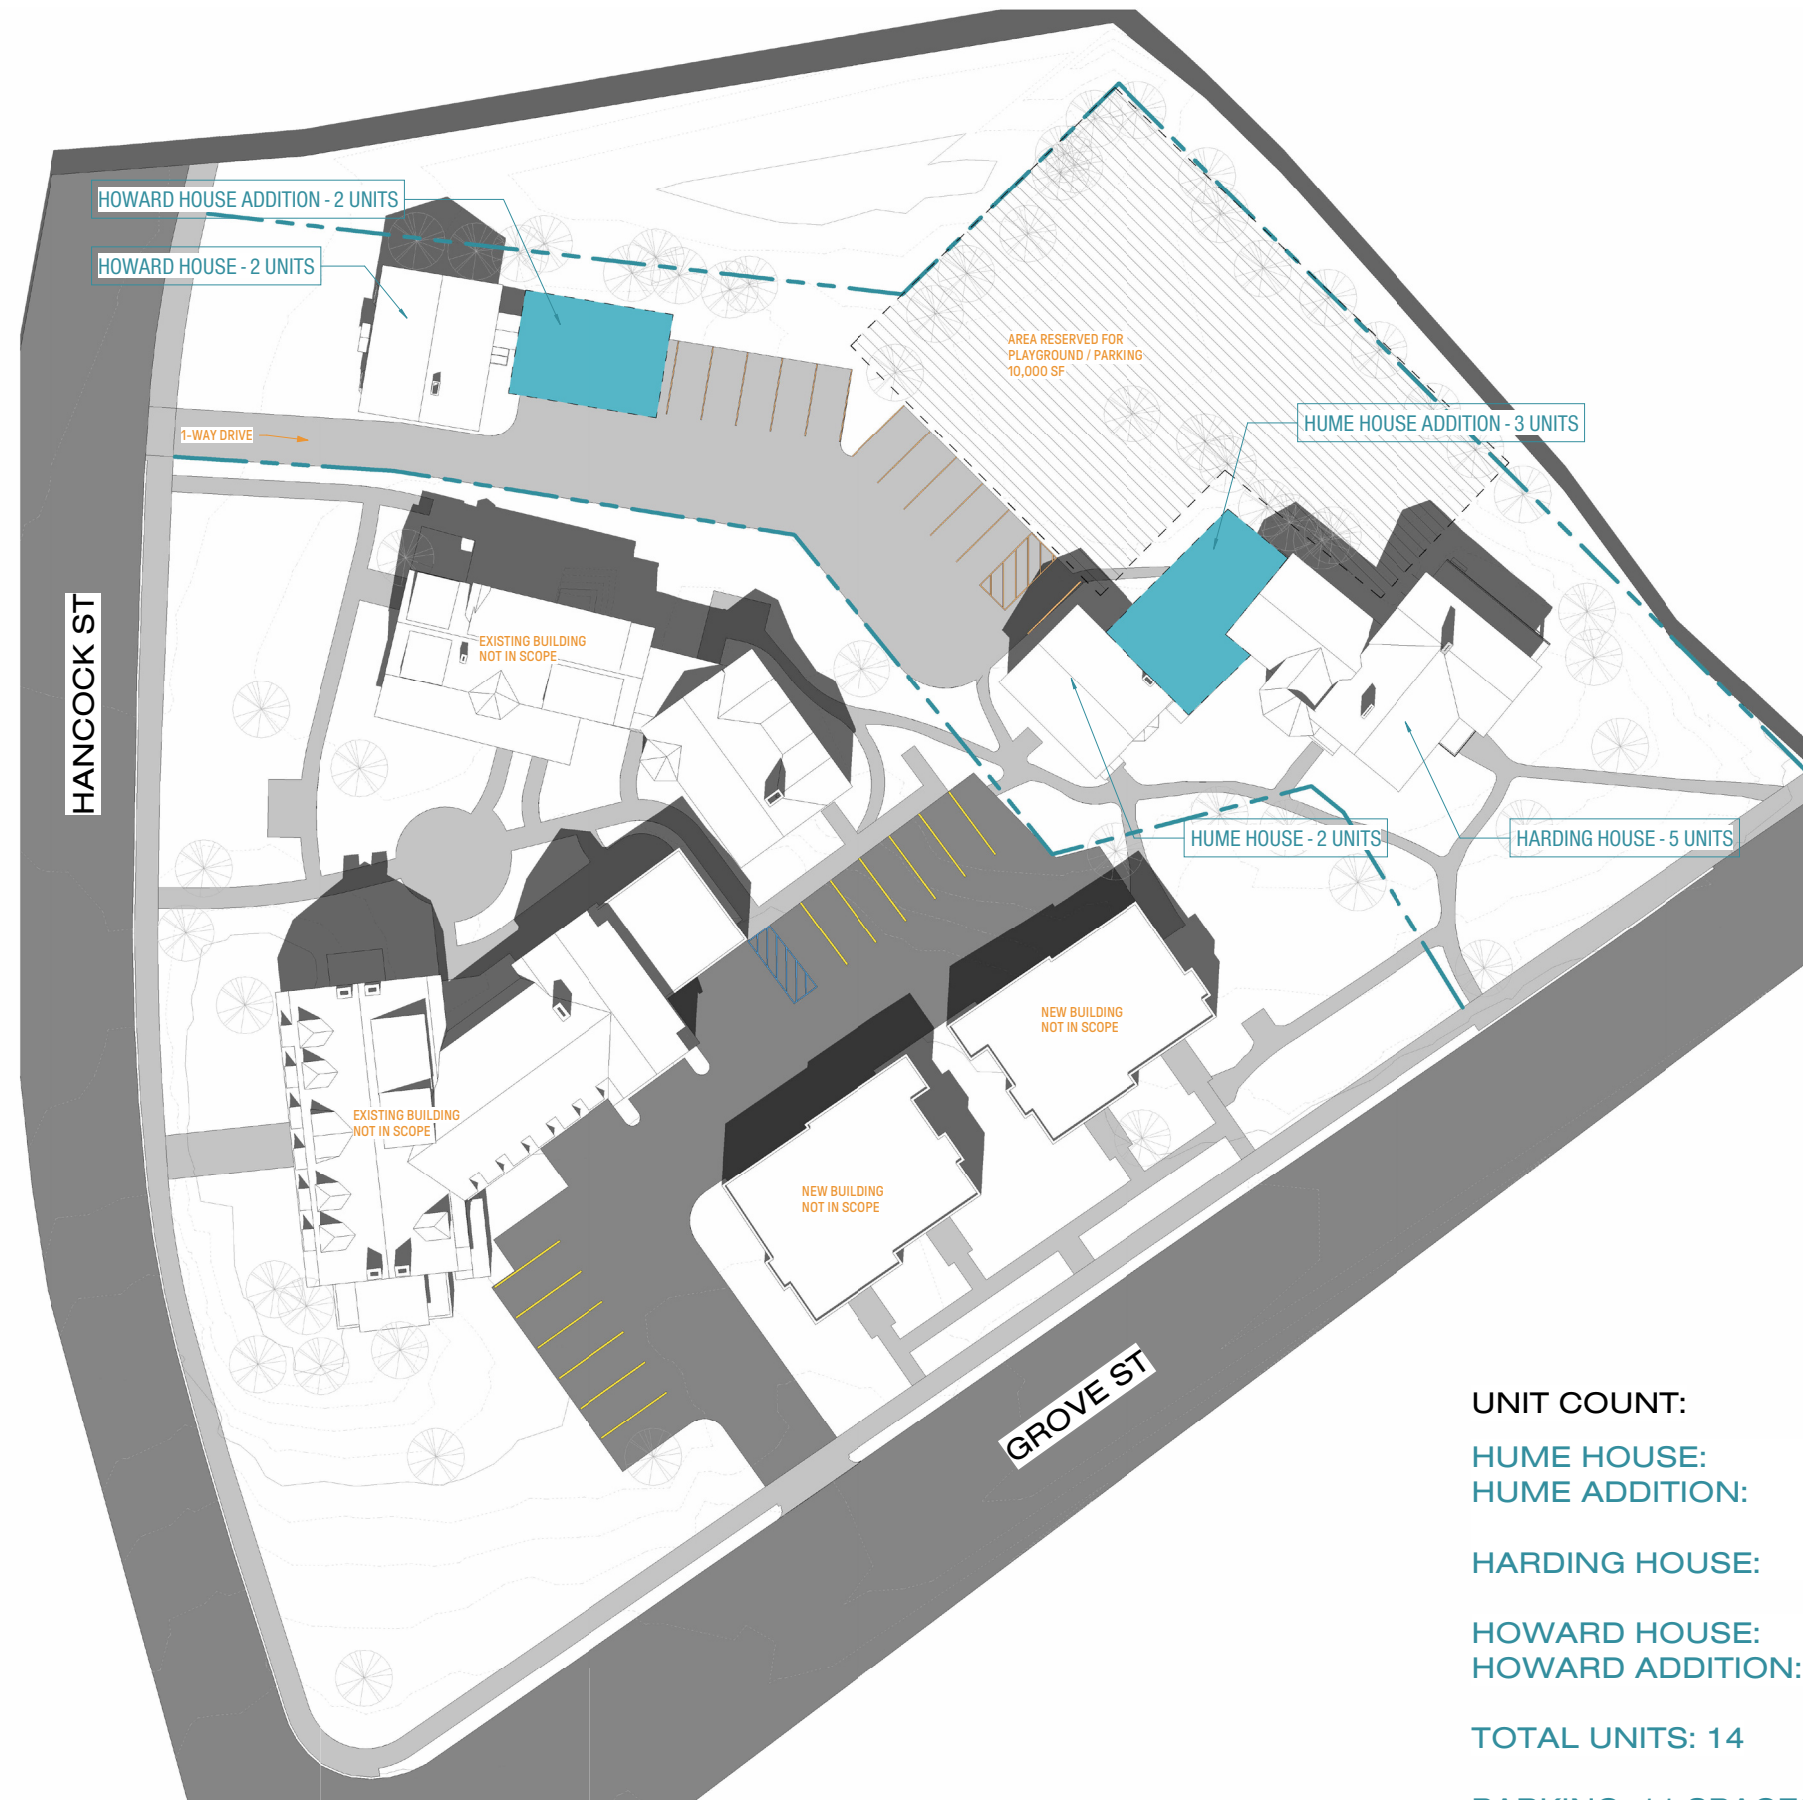 HOWARD HOUSE ADDITION - 2 UNITS
HOWARD HOUSE - 2 UNITS
AREA RESERVED FOR
PLAYGROUND / PARKING
10,000 SF
HUME HOUSE ADDITION - 3 UNITS
1-WAY DRIVE
HANCOCK ST
EXISTING BUILDING
NOT IN SCOPE
HUME HOUSE - 2 UNITS
HARDING HOUSE - 5 UNITS
NEW BUILDING
NOT IN SCOPE
EXISTING BUILDING
NOT IN SCOPE
NEW BUILDING
NOT IN SCOPE
GROVE ST
UNIT COUNT:
HUME HOUSE:
HUME ADDITION:
HARDING HOUSE:
HOWARD HOUSE:
HOWARD ADDITION:
TOTAL UNITS: 14